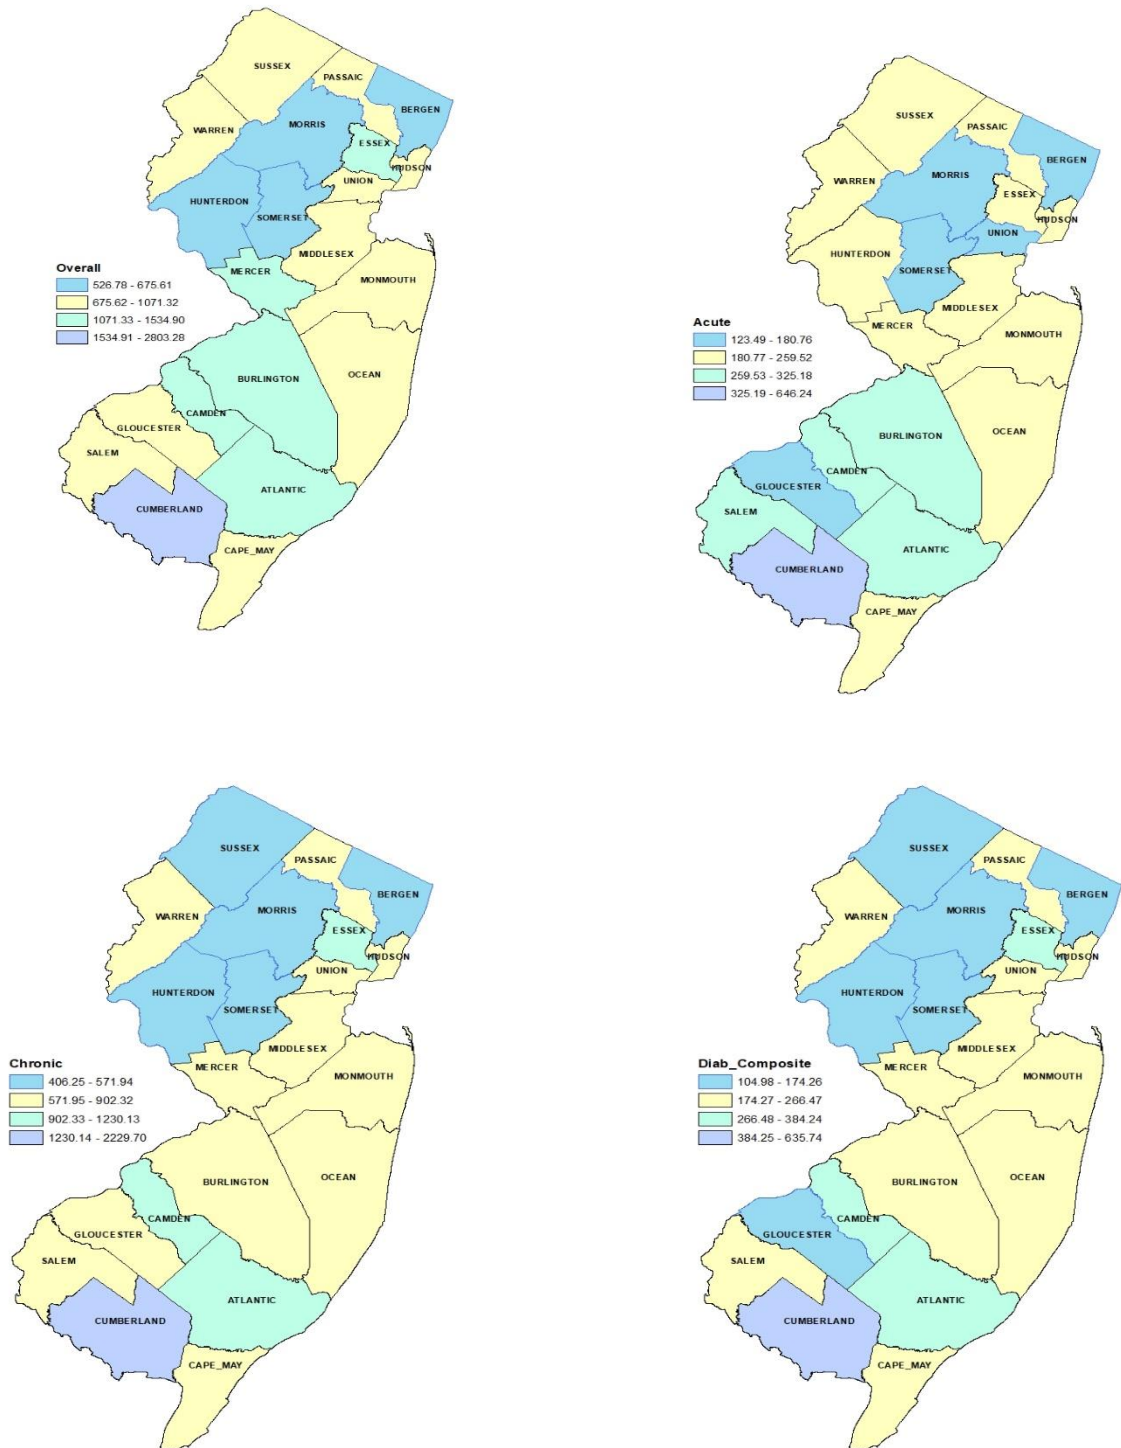 SUSSEX
PASSAIC
BERGEN
WARREN
MORRIS
ESSEX
HUDSON
UNION
HUNTERDON
SOMERSET
MIDDLESEX
MERCER
MONMOUTH
Overall
526.78 - 675.61
675.62 - 1071.32
1071.33 - 1534.90
1534.91 - 2803.28
OCEAN
BURLINGTON
CAMDEN
GLOUCESTER
SALEM
ATLANTIC
CUMBERLAND
CAPE_MAY
SUSSEX
PASSAIC
BERGEN
WARREN
MORRIS
ESSEX
HUDSON
UNION
HUNTERDON
SOMERSET
MIDDLESEX
MERCER
MONMOUTH
Acute
123.49 - 180.76
180.77 - 259.52
259.53 - 325.18
325.19 - 646.24
OCEAN
BURLINGTON
CAMDEN
GLOUCESTER
SALEM
ATLANTIC
CUMBERLAND
CAPE_MAY
SUSSEX
PASSAIC
BERGEN
WARREN
MORRIS
ESSEX
HUDSON
UNION
HUNTERDON
SOMERSET
MIDDLESEX
MERCER
MONMOUTH
Chronic
406.25 - 571.94
571.95 - 902.32
902.33 - 1230.13
1230.14 - 2229.70
OCEAN
BURLINGTON
CAMDEN
GLOUCESTER
SALEM
ATLANTIC
CUMBERLAND
CAPE_MAY
SUSSEX
PASSAIC
BERGEN
WARREN
MORRIS
ESSEX
HUDSON
UNION
HUNTERDON
SOMERSET
MIDDLESEX
MERCER
MONMOUTH
Diab_Composite
104.98 - 174.26
174.27 - 266.47
266.48 - 384.24
384.25 - 635.74
OCEAN
BURLINGTON
CAMDEN
GLOUCESTER
SALEM
ATLANTIC
CUMBERLAND
CAPE_MAY